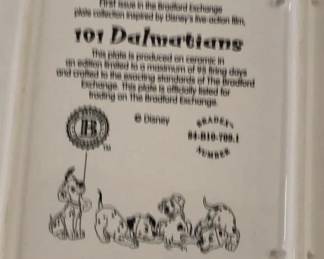 First issue in the Bradford Exchange
plate collection inspired by Disney's live action film,
101 Dalmatians
This plate is produced on ceramic in
an edition limited to a maximum of 95 firing days
and crafted to the exacting standards of The Bradford
Exchange. This plate is officially listed for
trading on The Bradford Exchange.
© Disney
B
TM
BRADEX
84-B10-709.1
NUMBER